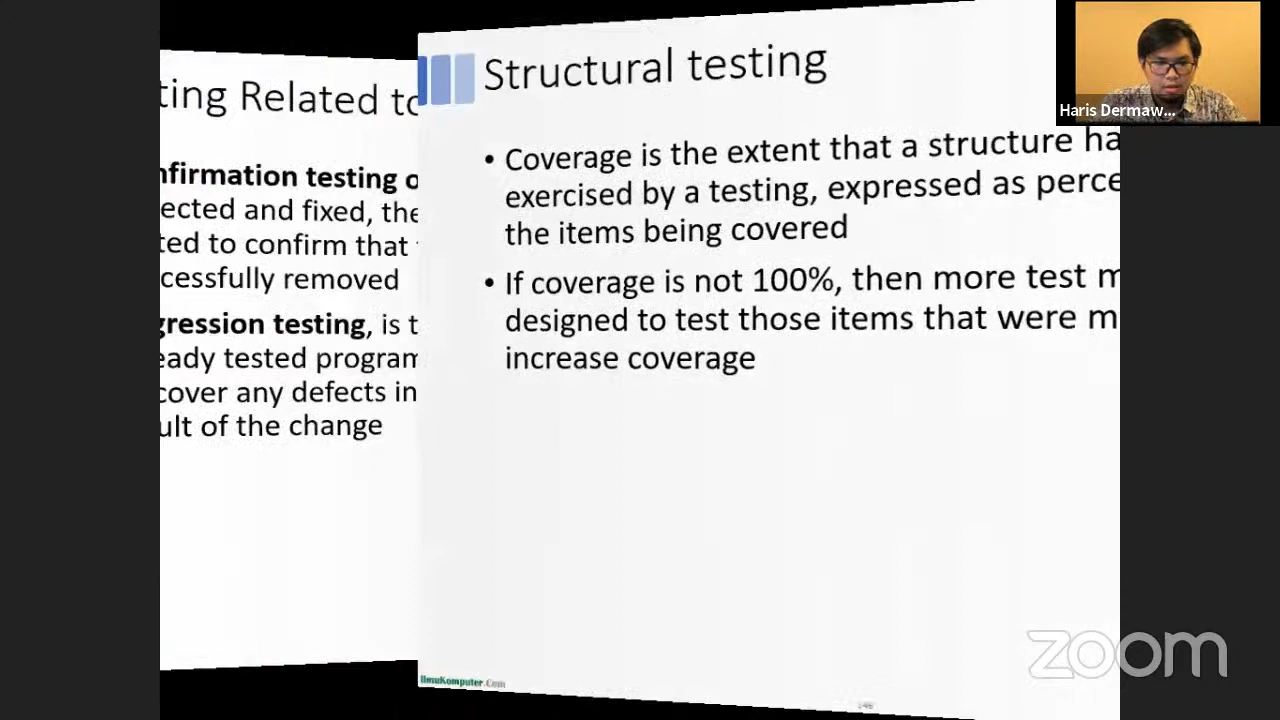 ting Related to
nfirmation testing o
ected and fixed, the
ted to confirm that
cessfully removed
gression testing, is t
eady tested program
cover any defects in
ult of the change
Structural testing
• Coverage is the extent that a structure ha
exercised by a testing, expressed as perce
the items being covered
• If coverage is not 100%, then more test m
designed to test those items that were m
increase coverage
IlmuKomputer.Com
146
Haris Dermaw...
zoom